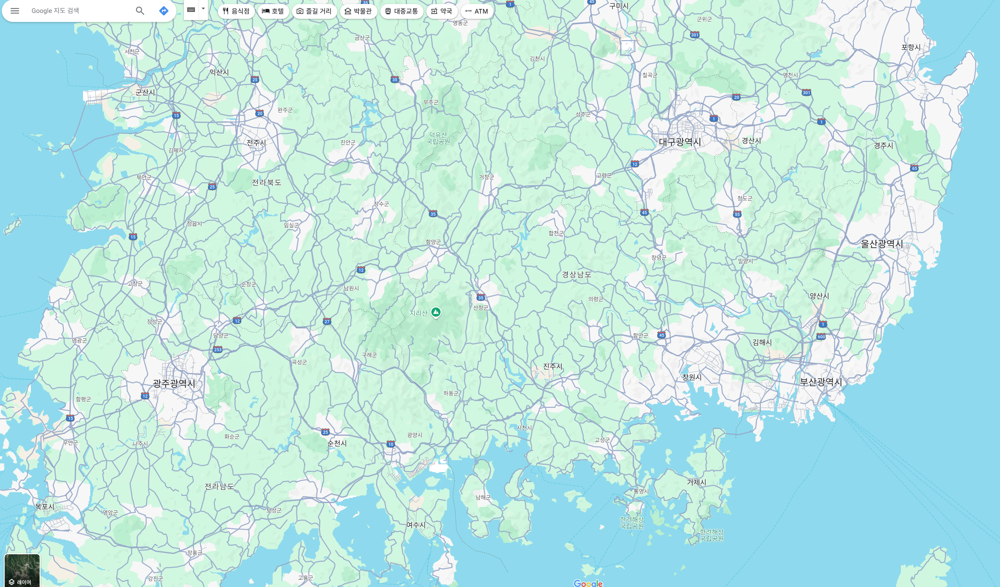 Google 지도 검색
음식점
호텔
즐길 거리
박물관
대중교통
약국
ATM
35
1
45
구미시
군위군
영동군
301
금산군
포항시
서천군
김천시
익산시
칠곡군
영천시
25
35
군산시
301
20
무주군
완주군
15
20
성주군
1
1
덕유산
국립공원
전주시
진안군
대구광역시
경산시
경주시
김제시
12
65
부안군
거창군
고령군
전라북도
25
청도군
장수군
35
45
55
정읍시
임실군
합천군
15
함양군
울산광역시
창녕군
밀양시
12
경상남도
고창군
순창군
남원시
35
의령군
양산시
지리산
산청군
장성군
12
27
1
담양군
함안군
45
600
영광군
김해시
253
구례군
곡성군
진주시
창원시
광주광역시
부산광역시
12
하동군
함평군
15
사천시
25
광양시
화순군
고성군
무안군
나주시
순천시
10
거제시
전라남도
통영시
남해군
목포시
보성군
영암군
한려해상
국립공원
여수시
한려해상
국립공원
장흥군
강진군
고흥군
레이어
Google